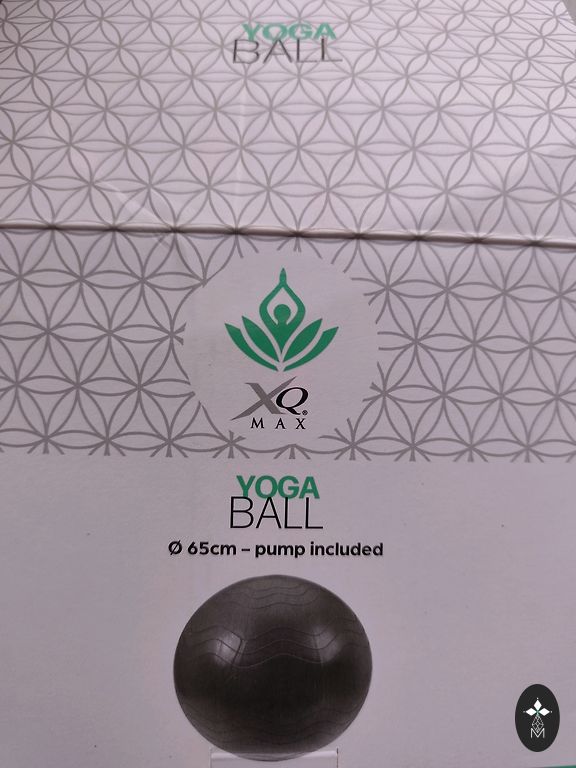 YOGA
BALL
XQ®
MAX
YOGA
BALL
Ø 65cm – pump included
M